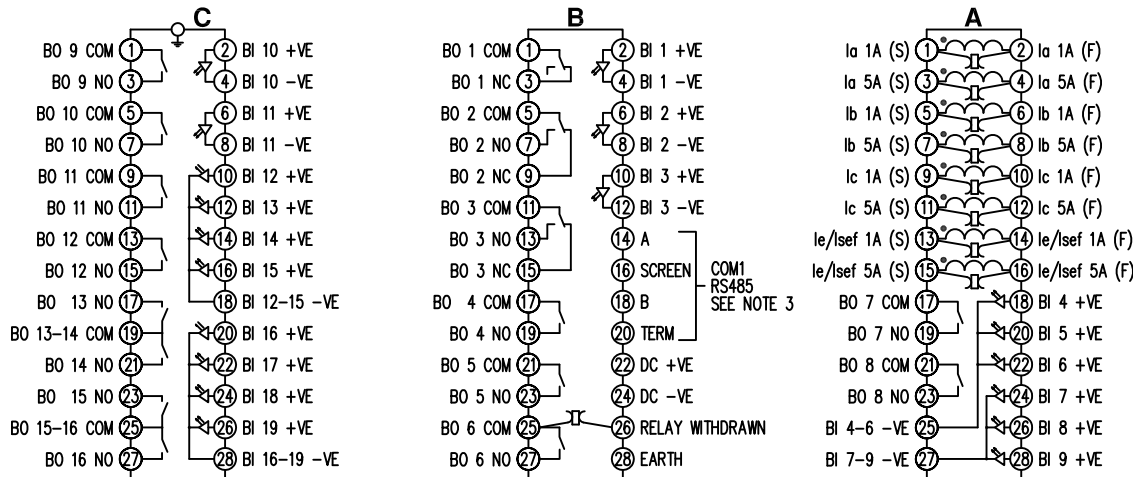 C
BO 9 COM 1 2 BI 10 +VE
BO 9 NO 3 4 BI 10 -VE
BO 10 COM 5 6 BI 11 +VE
BO 10 NO 7 8 BI 11 -VE
BO 11 COM 9 10 BI 12 +VE
BO 11 NO 11 12 BI 13 +VE
BO 12 COM 13 14 BI 14 +VE
BO 12 NO 15 16 BI 15 +VE
BO 13 NO 17 18 BI 12-15 -VE
BO 13-14 COM 19 20 BI 16 +VE
BO 14 NO 21 22 BI 17 +VE
BO 15 NO 23 24 BI 18 +VE
BO 15-16 COM 25 26 BI 19 +VE
BO 16 NO 27 28 BI 16-19 -VE
B
BO 1 COM 1 2 BI 1 +VE
BO 1 NC 3 4 BI 1 -VE
BO 2 COM 5 6 BI 2 +VE
BO 2 NO 7 8 BI 2 -VE
BO 2 NC 9 10 BI 3 +VE
BO 3 COM 11 12 BI 3 -VE
BO 3 NO 13 14 A
BO 3 NC 15 16 SCREEN
BO 4 COM 17 18 B
BO 4 NO 19 20 TERM
COM1
RS485
SEE NOTE 3
BO 5 COM 21 22 DC +VE
BO 5 NO 23 24 DC -VE
BO 6 COM 25 26 RELAY WITHDRAWN
BO 6 NO 27 28 EARTH
A
Ia 1A (S) 1 2 Ia 1A (F)
Ia 5A (S) 3 4 Ia 5A (F)
Ib 1A (S) 5 6 Ib 1A (F)
Ib 5A (S) 7 8 Ib 5A (F)
Ic 1A (S) 9 10 Ic 1A (F)
Ic 5A (S) 11 12 Ic 5A (F)
Ie/Isef 1A (S) 13 14 Ie/Isef 1A (F)
Ie/Isef 5A (S) 15 16 Ie/Isef 5A (F)
BO 7 COM 17 18 BI 4 +VE
BO 7 NO 19 20 BI 5 +VE
BO 8 COM 21 22 BI 6 +VE
BO 8 NO 23 24 BI 7 +VE
BI 4-6 -VE 25 26 BI 8 +VE
BI 7-9 -VE 27 28 BI 9 +VE